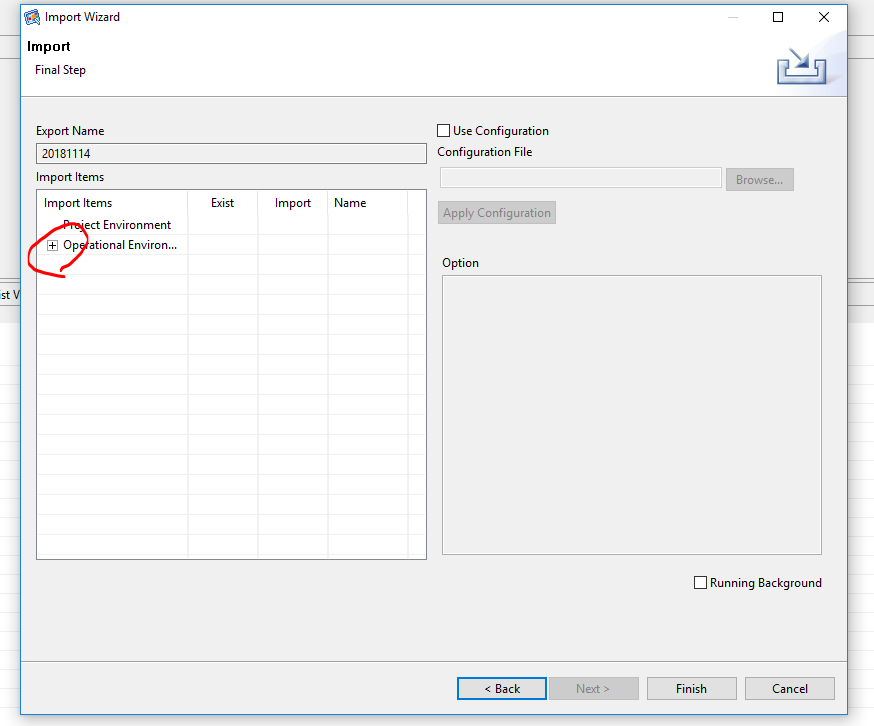 Import Wizard
Import
Final Step
Export Name
20181114
Import Items
Import Items Exist Import Name
Project Environment
Operational Environ...
Use Configuration
Configuration File
Browse...
Apply Configuration
Option
Running Background
< Back Next > Finish Cancel
ist V